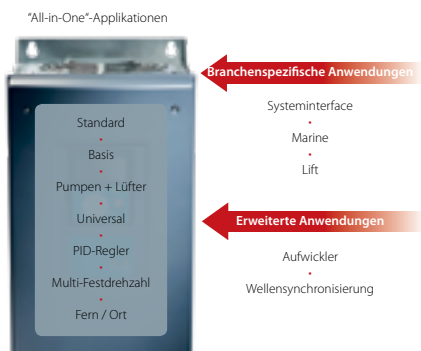 "All-in-One“-Applikationen
Standard
Basis
Pumpen + Lüfter
Universal
PID-Regler
Multi-Festdrehzahl
Fern / Ort
Branchenspezifische Anwendungen
Systeminterface
Marine
Lift
Erweiterte Anwendungen
Aufwickler
Wellensynchronisierung